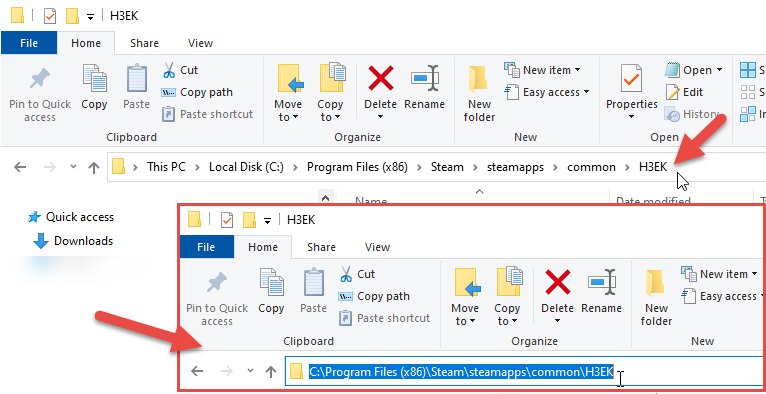 H3EK
File Home Share View
Pin to Quick access
Copy
Paste
Cut
Copy path
Paste shortcut
Move to
Copy to
Delete
Rename
New folder
New item
Easy access
Properties
Open
Edit
History
Clipboard Organize New Open
This PC > Local Disk (C:) > Program Files (x86) > Steam > steamapps > common > H3EK
Name Date modified
Quick access
Downloads
H3EK
File Home Share View
Pin to Quick access
Copy
Paste
Cut
Copy path
Paste shortcut
Move to
Copy to
Delete
Rename
New folder
New item
Easy access
Clipboard Organize New
C:\Program Files (x86)\Steam\steamapps\common\H3EK